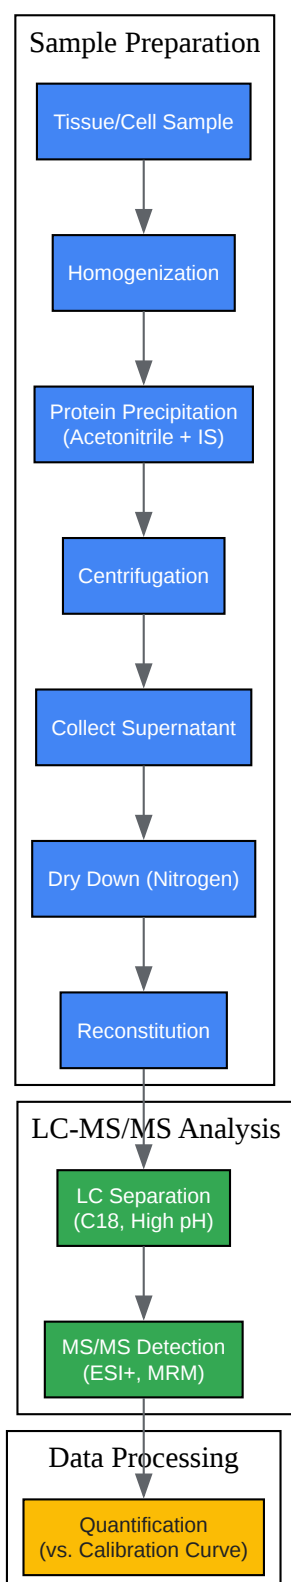 Sample Preparation
Tissue/Cell Sample
Homogenization
Protein Precipitation
(Acetonitrile + IS)
Centrifugation
Collect Supernatant
Dry Down (Nitrogen)
Reconstitution
LC-MS/MS Analysis
LC Separation
(C18, High pH)
MS/MS Detection
(ESI+, MRM)
Data Processing
Quantification
(vs. Calibration Curve)